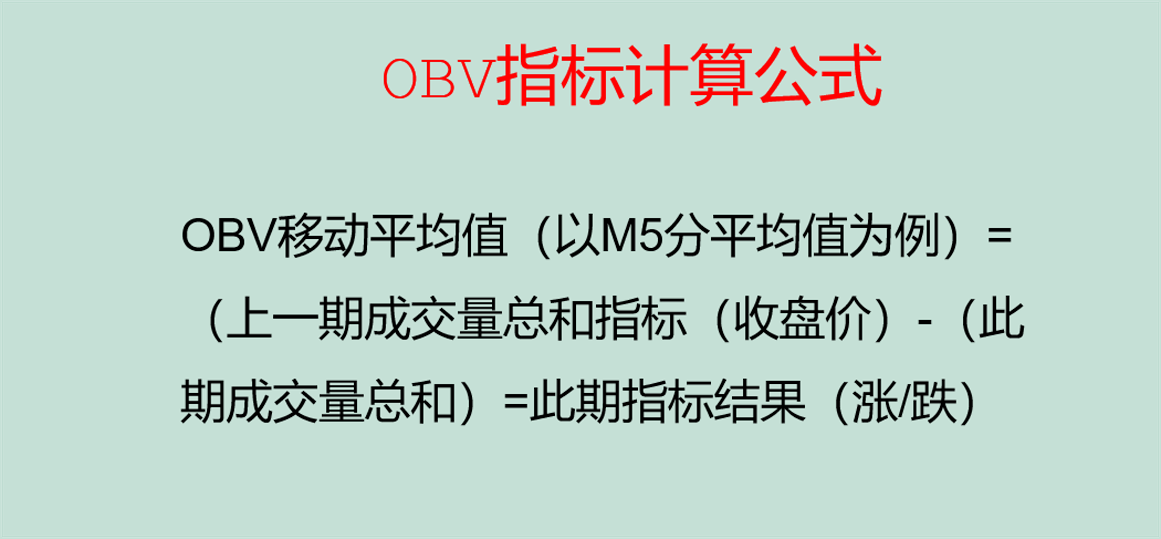 OBV指标计算公式
OBV移动平均值（以M5分平均值为例）=
（上一期成交量总和指标（收盘价）-（此
期成交量总和）=此期指标结果（涨/跌）